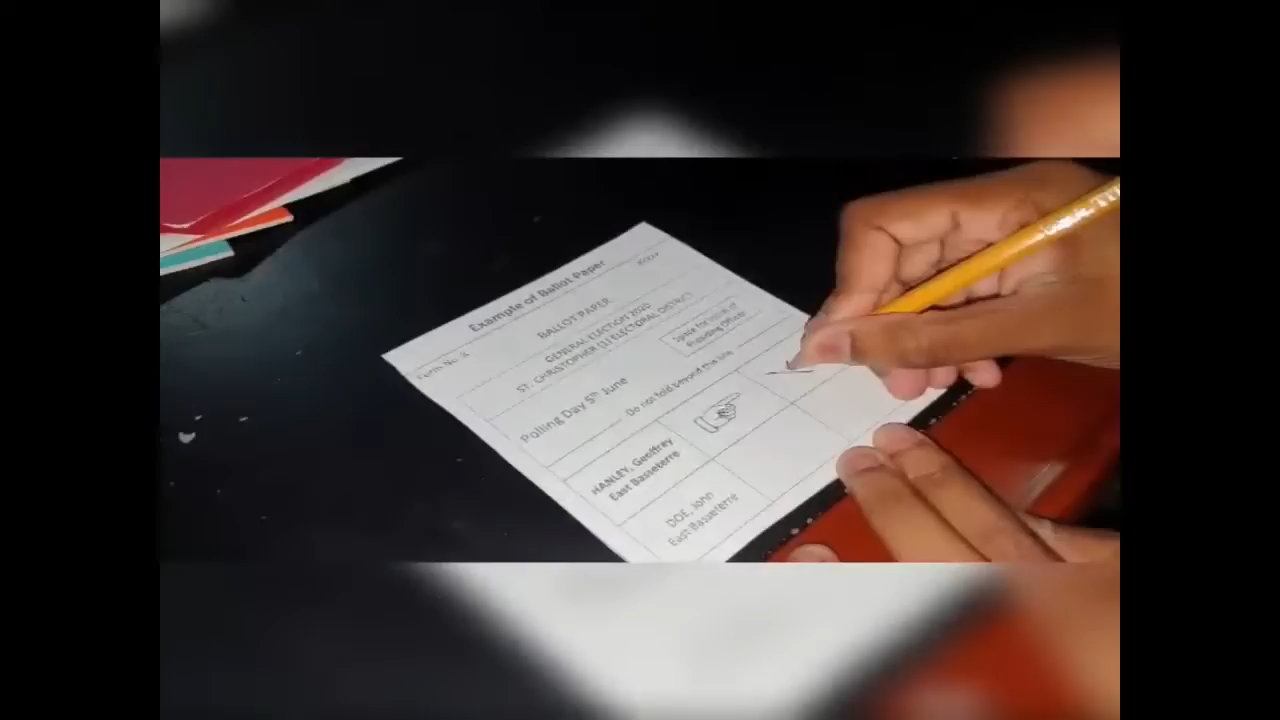 Example of Ballot Paper
Form No. 8
BALLOT PAPER
GENERAL ELECTION 2020
ST. CHRISTOPHER (1) ELECTORAL DISTRICT
Polling Day 5th June
Space for Initial of
Presiding Officer
Do not fold beyond this line
HANLEY, Geoffrey
East Basseterre
DOE, John
East Basseterre